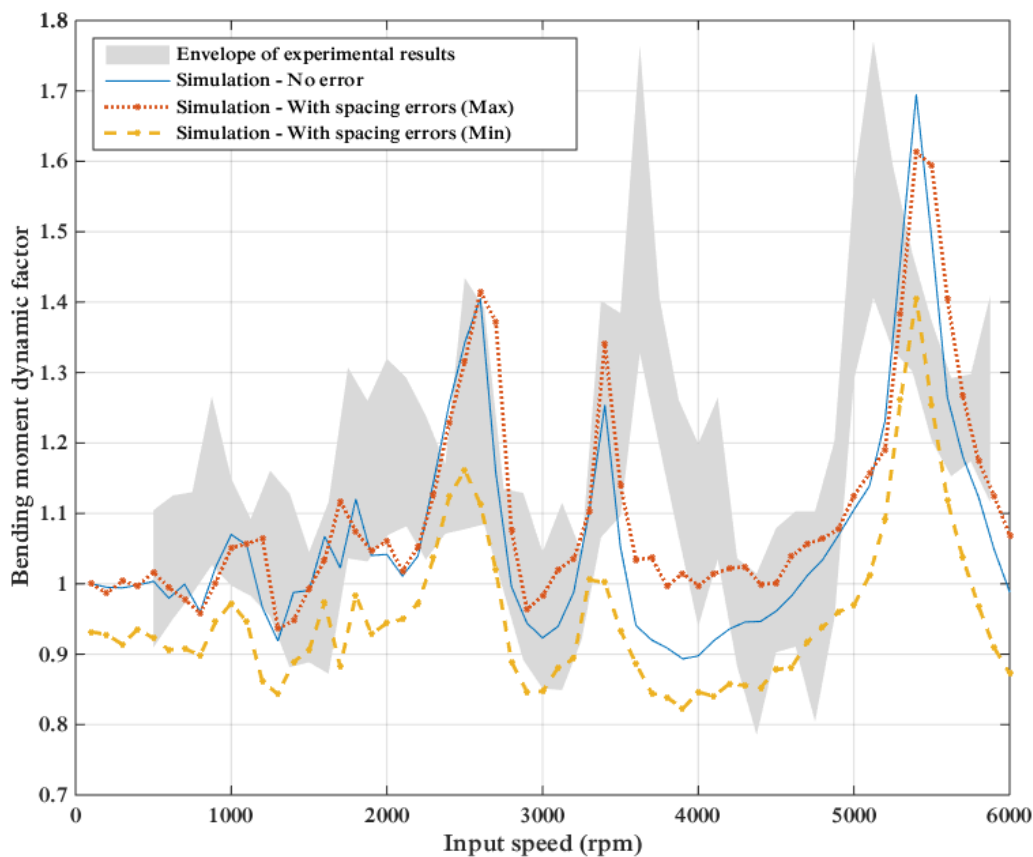 1.8
1.7
1.6
1.5
1.4
1.3
1.2
1.1
1
0.9
0.8
0.7
Bending moment dynamic factor
Envelope of experimental results
Simulation - No error
Simulation - With spacing errors (Max)
Simulation - With spacing errors (Min)
0 1000 2000 3000 4000 5000 6000
Input speed (rpm)